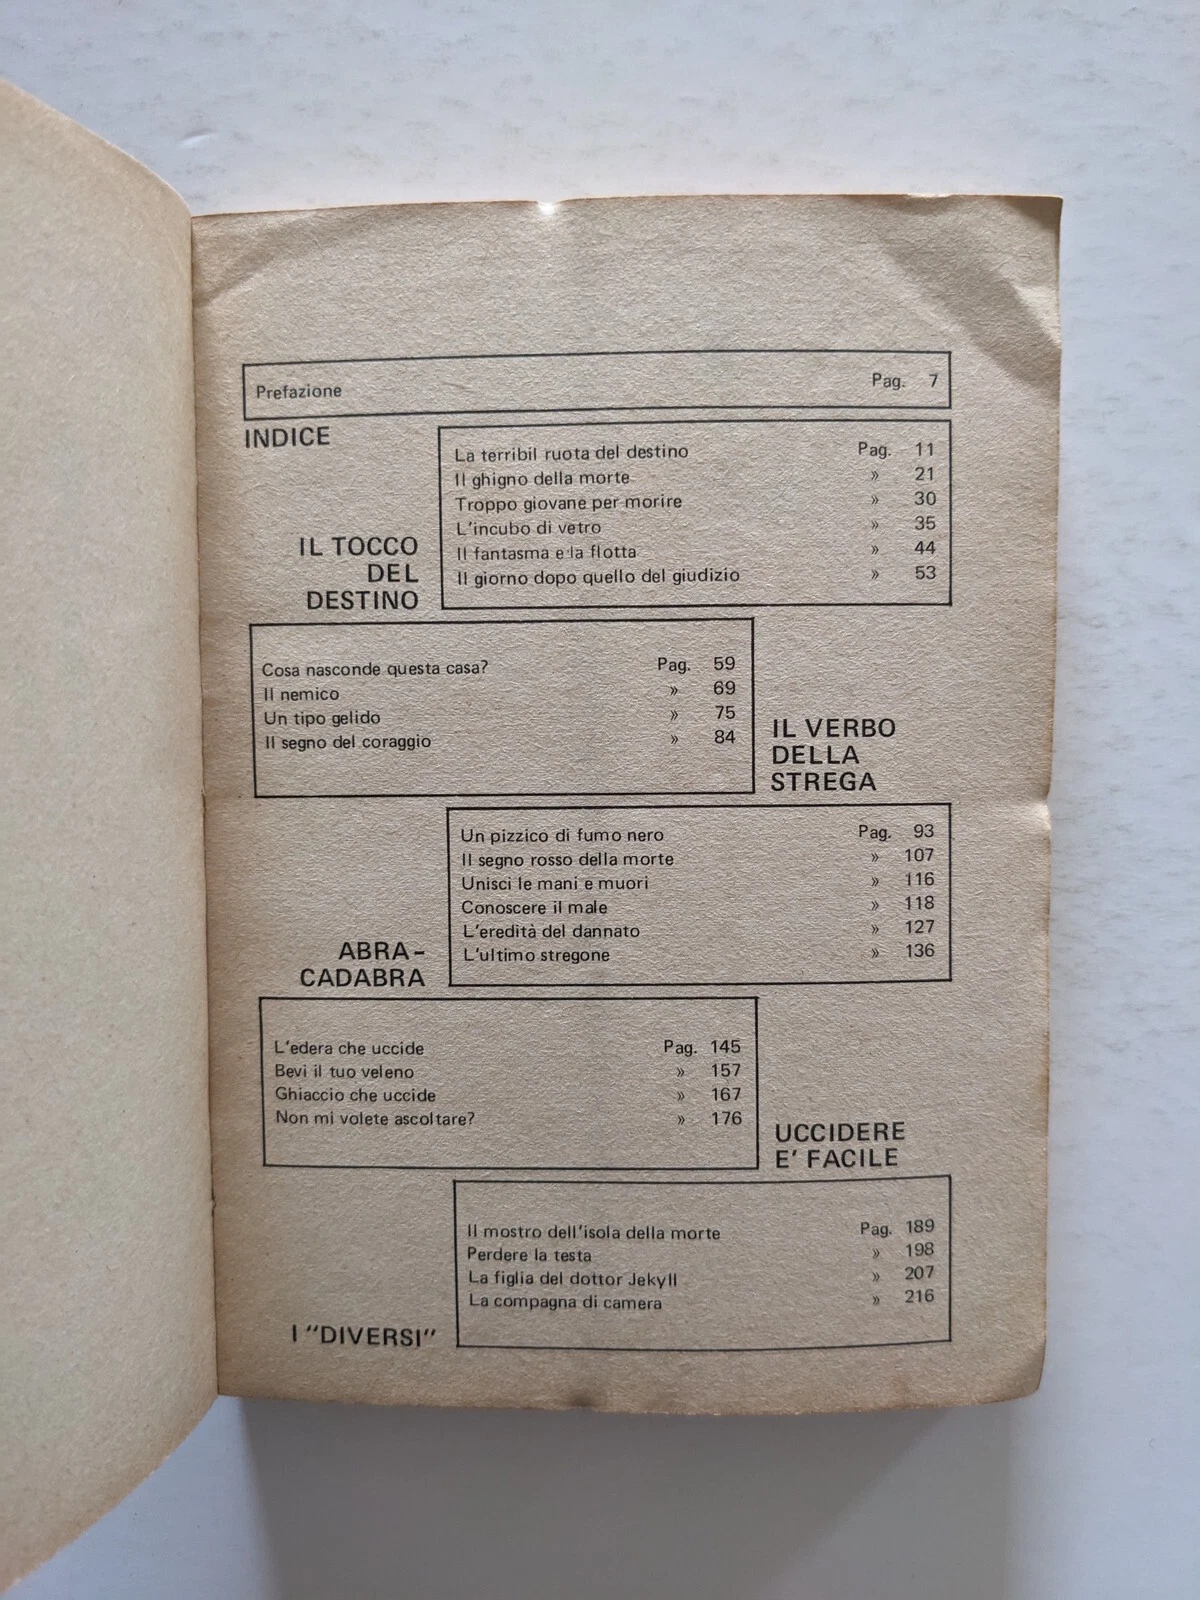 Prefazione Pag. 7
INDICE
La terribil ruota del destino Pag. 11
Il ghigno della morte » 21
Troppo giovane per morire » 30
L'incubo di vetro » 35
Il fantasma e la flotta » 44
Il giorno dopo quello del giudizio » 53
IL TOCCO
DEL
DESTINO
Cosa nasconde questa casa? Pag. 59
Il nemico » 69
Un tipo gelido » 75
Il segno del coraggio » 84
IL VERBO
DELLA
STREGA
Un pizzico di fumo nero Pag. 93
Il segno rosso della morte » 107
Unisci le mani e muori » 116
Conoscere il male » 118
L'eredità del dannato » 127
L'ultimo stregone » 136
ABRA-
CADABRA
L'edera che uccide Pag. 145
Bevi il tuo veleno » 157
Ghiaccio che uccide » 167
Non mi volete ascoltare? » 176
UCCIDERE
E' FACILE
Il mostro dell'isola della morte Pag. 189
Perdere la testa » 198
La figlia del dottor Jekyll » 207
La compagna di camera » 216
I "DIVERSI"